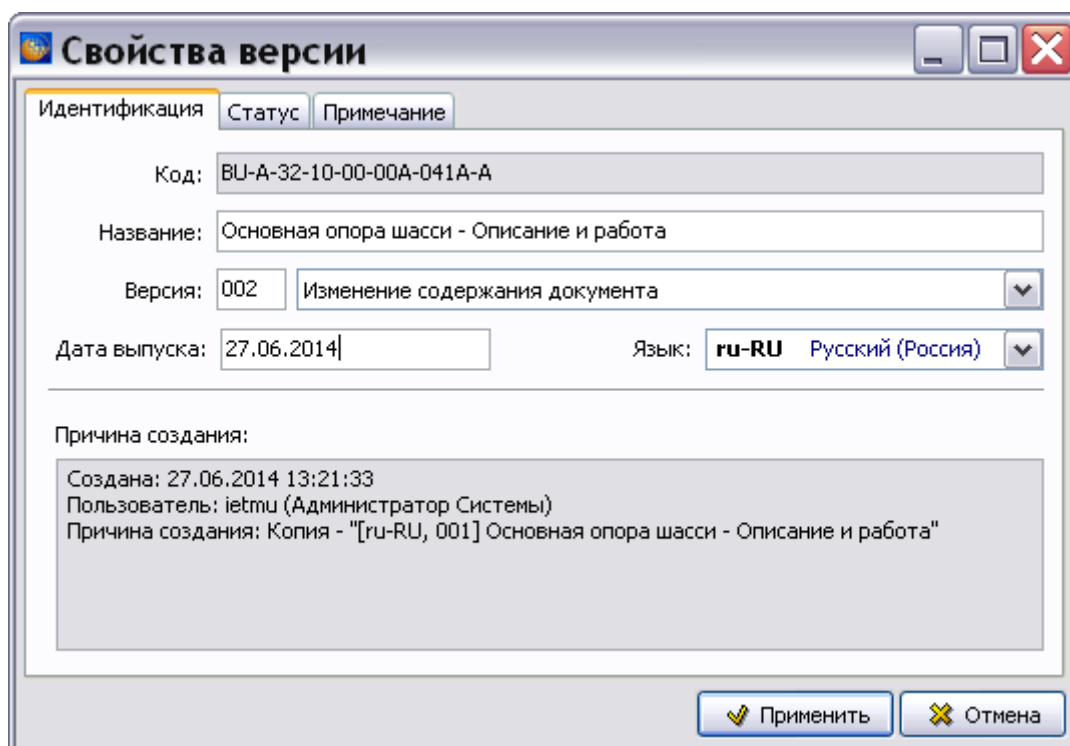 Свойства версии
Идентификация Статус Примечание
Код: BU-A-32-10-00-00A-041A-A
Название: Основная опора шасси - Описание и работа
Версия: 002 Изменение содержания документа
Дата выпуска: 27.06.2014 Язык: ru-RU Русский (Россия)
Причина создания:
Создана: 27.06.2014 13:21:33
Пользователь: ietmu (Администратор Системы)
Причина создания: Копия - "[ru-RU, 001] Основная опора шасси - Описание и работа"
Применить Отмена